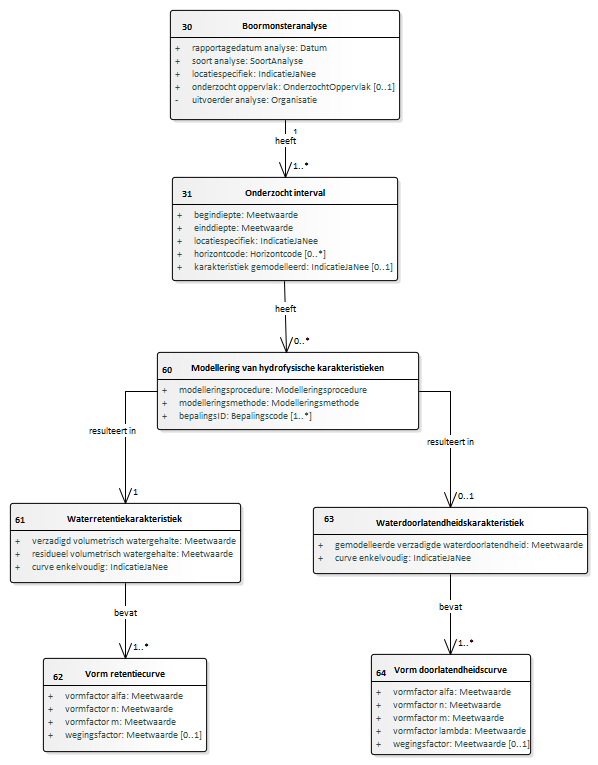 30 Boormonsteranalyse
+ rapportagedatum analyse: Datum
+ soort analyse: SoortAnalyse
+ locatiespecifiek: IndicatieJaNee
+ onderzocht oppervlak: OnderzochtOppervlak [0..1]
- uitvoerder analyse: Organisatie
1
heeft
1..*
31 Onderzocht interval
+ begindiepte: Meetwaarde
+ einddiepte: Meetwaarde
+ locatiespecifiek: IndicatieJaNee
+ horizontcode: Horizontcode [0..*]
+ karakteristiek gemodelleerd: IndicatieJaNee [0..1]
heeft
0..*
60 Modellering van hydrofysische karakteristieken
+ modelleringsprocedure: Modelleringsprocedure
+ modelleringsmethode: Modelleringsmethode
+ bepalingsID: Bepalingscode [1..*]
resulteert in
1
61 Waterretentiekarakteristiek
+ verzadigd volumetrisch watergehalte: Meetwaarde
+ residueel volumetrisch watergehalte: Meetwaarde
+ curve enkelvoudig: IndicatieJaNee
bevat
1..*
62 Vorm retentiecurve
+ vormfactor alfa: Meetwaarde
+ vormfactor n: Meetwaarde
+ vormfactor m: Meetwaarde
+ wegingsfactor: Meetwaarde [0..1]
resulteert in
0..1
63 Waterdoorlatendheidskarakteristiek
+ gemodelleerde verzadigde waterdoorlatendheid: Meetwaarde
+ curve enkelvoudig: IndicatieJaNee
bevat
1..*
64 Vorm doorlatendheidscurve
+ vormfactor alfa: Meetwaarde
+ vormfactor n: Meetwaarde
+ vormfactor m: Meetwaarde
+ vormfactor lambda: Meetwaarde
+ wegingsfactor: Meetwaarde [0..1]